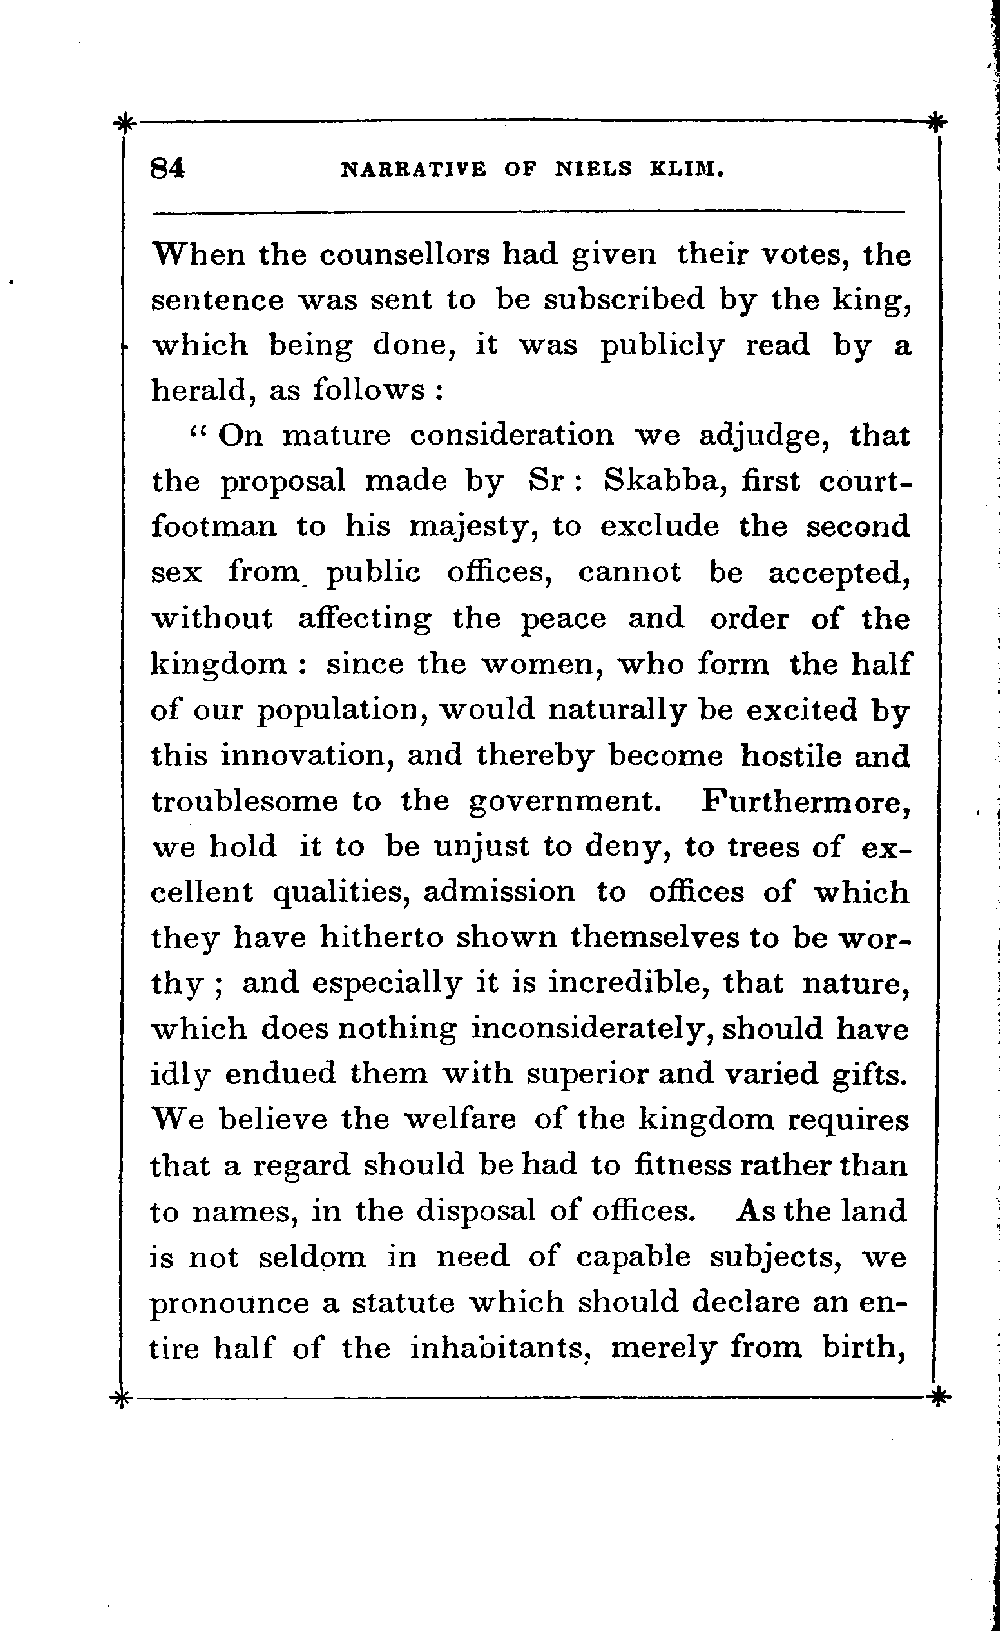 84 NARRATIVE OF NIELS KLIM.
When the counsellors had given their votes, the
sentence was sent to be subscribed by the king,
which being done, it was publicly read by a
herald, as follows :
“ On mature consideration we adjudge, that
the proposal made by Sr : Skabba, first court-
footman to his majesty, to exclude the second
sex from public offices, cannot be accepted,
without affecting the peace and order of the
kingdom : since the women, who form the half
of our population, would naturally be excited by
this innovation, and thereby become hostile and
troublesome to the government. Furthermore,
we hold it to be unjust to deny, to trees of ex-
cellent qualities, admission to offices of which
they have hitherto shown themselves to be wor-
thy ; and especially it is incredible, that nature,
which does nothing inconsiderately, should have
idly endued them with superior and varied gifts.
We believe the welfare of the kingdom requires
that a regard should be had to fitness rather than
to names, in the disposal of offices. As the land
is not seldom in need of capable subjects, we
pronounce a statute which should declare an en-
tire half of the inhabitants, merely from birth,